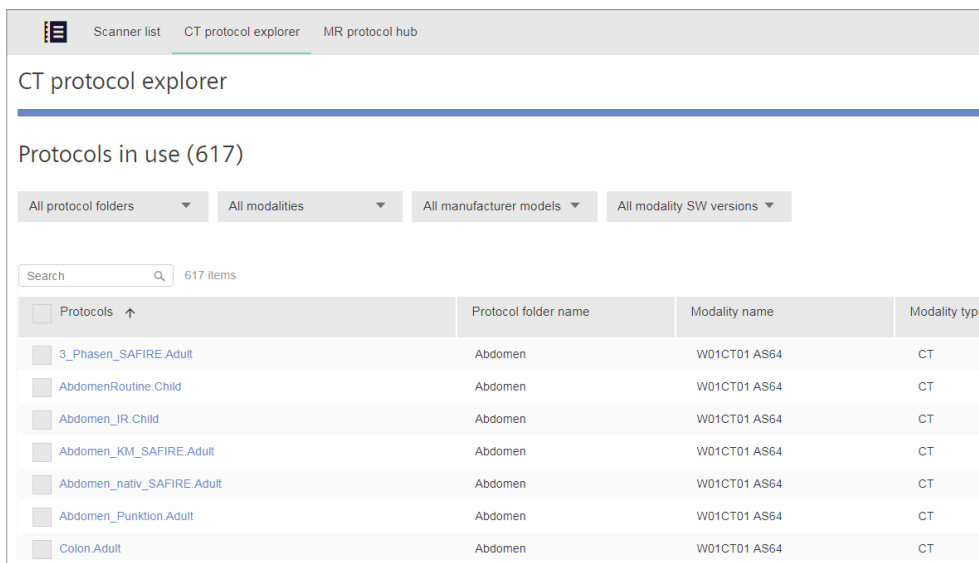 Scanner list CT protocol explorer MR protocol hub
CT protocol explorer
Protocols in use (617)
All protocol folders All modalities All manufacturer models All modality SW versions
Search 617 items
Protocols Protocol folder name Modality name Modality typ
3_Phasen_SAFIRE.Adult Abdomen W01CT01 AS64 CT
AbdomenRoutine.Child Abdomen W01CT01 AS64 CT
Abdomen_IR.Child Abdomen W01CT01 AS64 CT
Abdomen_KM_SAFIRE.Adult Abdomen W01CT01 AS64 CT
Abdomen_nativ_SAFIRE.Adult Abdomen W01CT01 AS64 CT
Abdomen_Punktion.Adult Abdomen W01CT01 AS64 CT
Colon.Adult Abdomen W01CT01 AS64 CT